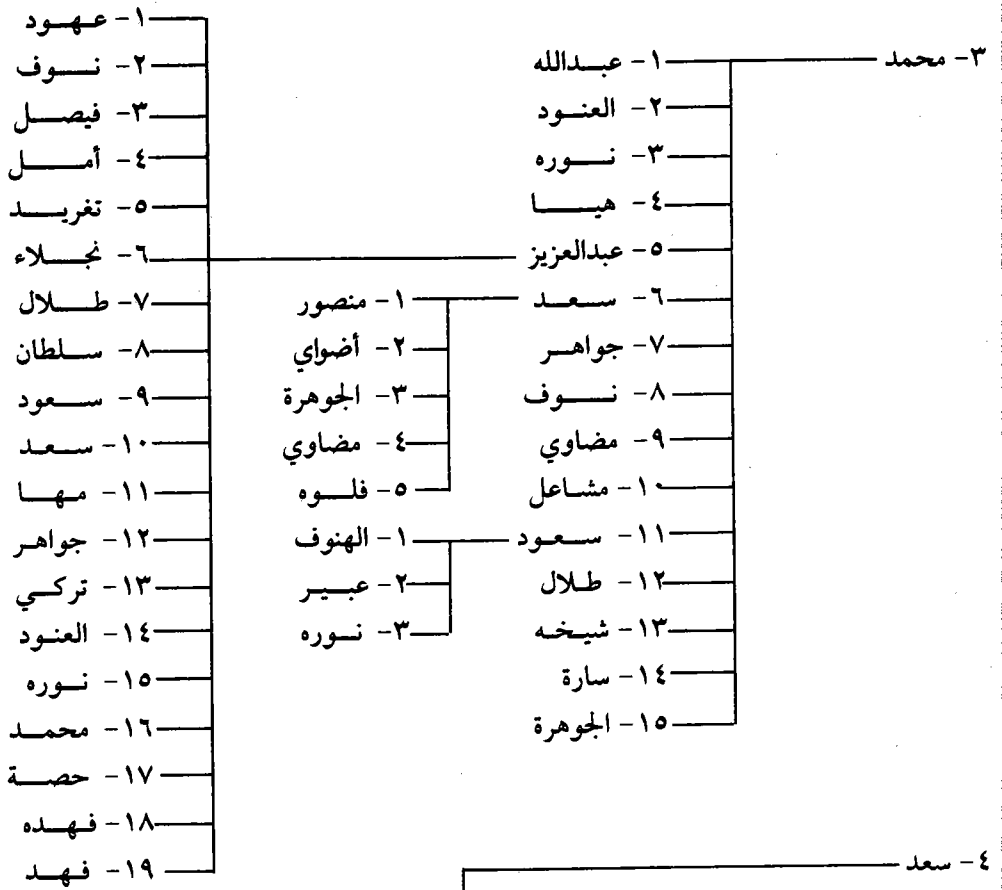 ٣- محمد
١- عبدالله
٢- العنود
٣- نوره
٤- هيا
٥- عبدالعزيز
٦- سعد
٧- جواهر
٨- نوف
٩- مضاوي
١٠- مشاعل
١١- سعود
١٢- طلال
١٣- شيخه
١٤- سارة
١٥- الجوهرة
١- منصور
٢- أضواي
٣- الجوهرة
٤- مضاوي
٥- فلوه
١- الهنوف
٢- عبير
٣- نوره
١- عهود
٢- نوف
٣- فيصل
٤- أمل
٥- تغريد
٦- نجلاء
٧- طلال
٨- سلطان
٩- سعود
١٠- سعد
١١- مها
١٢- جواهر
١٣- تركي
١٤- العنود
١٥- نوره
١٦- محمد
١٧- حصة
١٨- فهده
١٩- فهد
٤- سعد